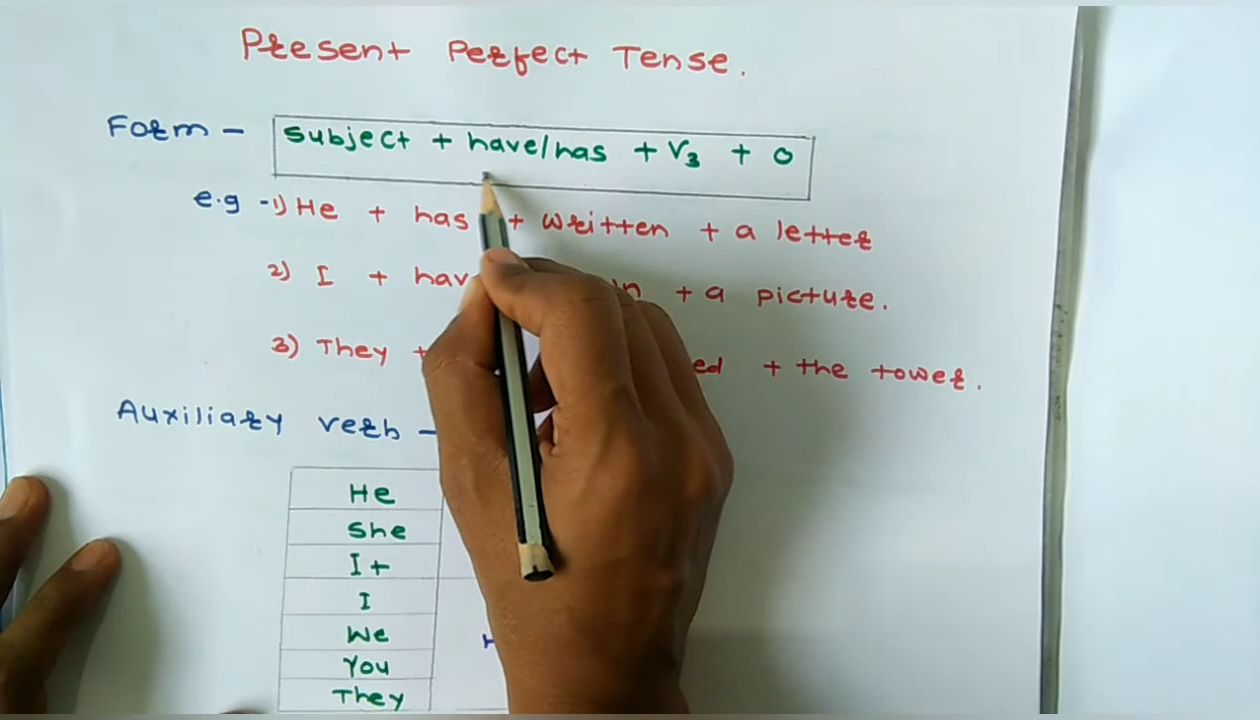 Present Perfect Tense.
Form - subject + have/has + V3 + O
e.g - 1) He + has + written + a letter
2) I + + a picture.
3) They + + the tower.
Auxiliary verb -
He
She
It
I
We
You
They